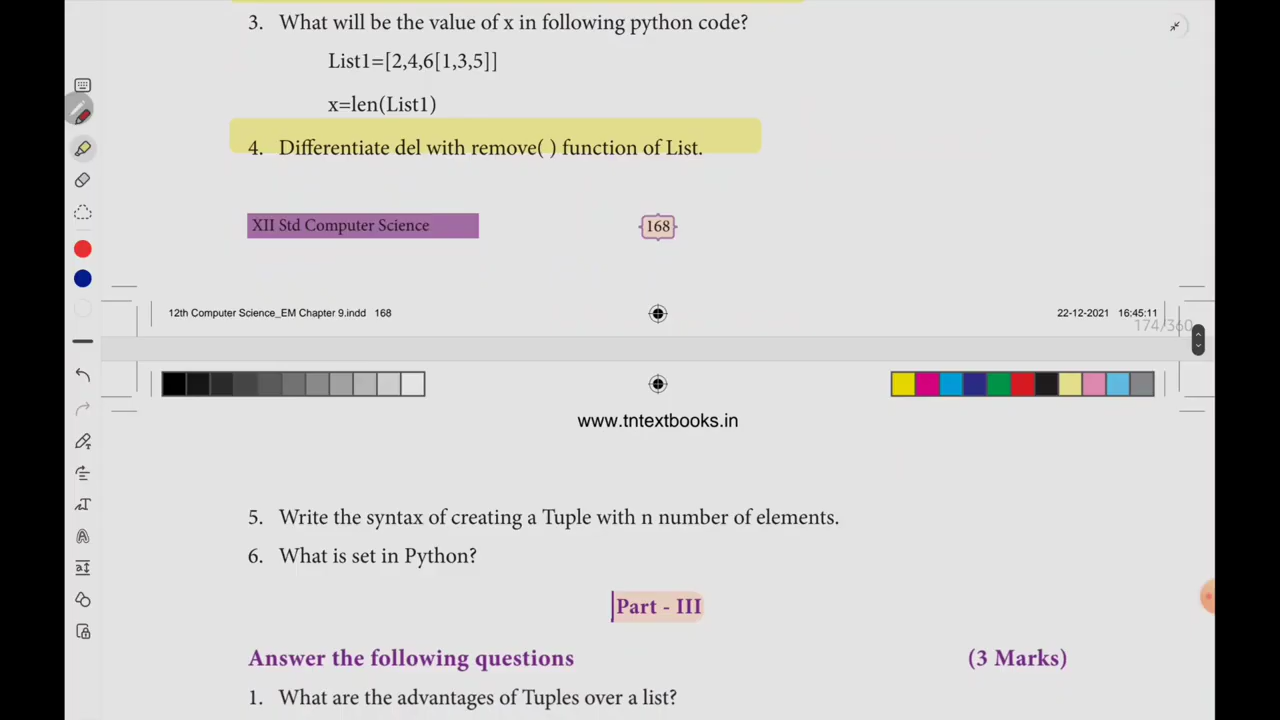 3. What will be the value of x in following python code?
List1=[2,4,6[1,3,5]]
x=len(List1)
4. Differentiate del with remove( ) function of List.
XII Std Computer Science
168
12th Computer Science_EM Chapter 9.indd 168
22-12-2021 16:45:11
174/360
www.tntextbooks.in
5. Write the syntax of creating a Tuple with n number of elements.
6. What is set in Python?
Part - III
Answer the following questions (3 Marks)
1. What are the advantages of Tuples over a list?